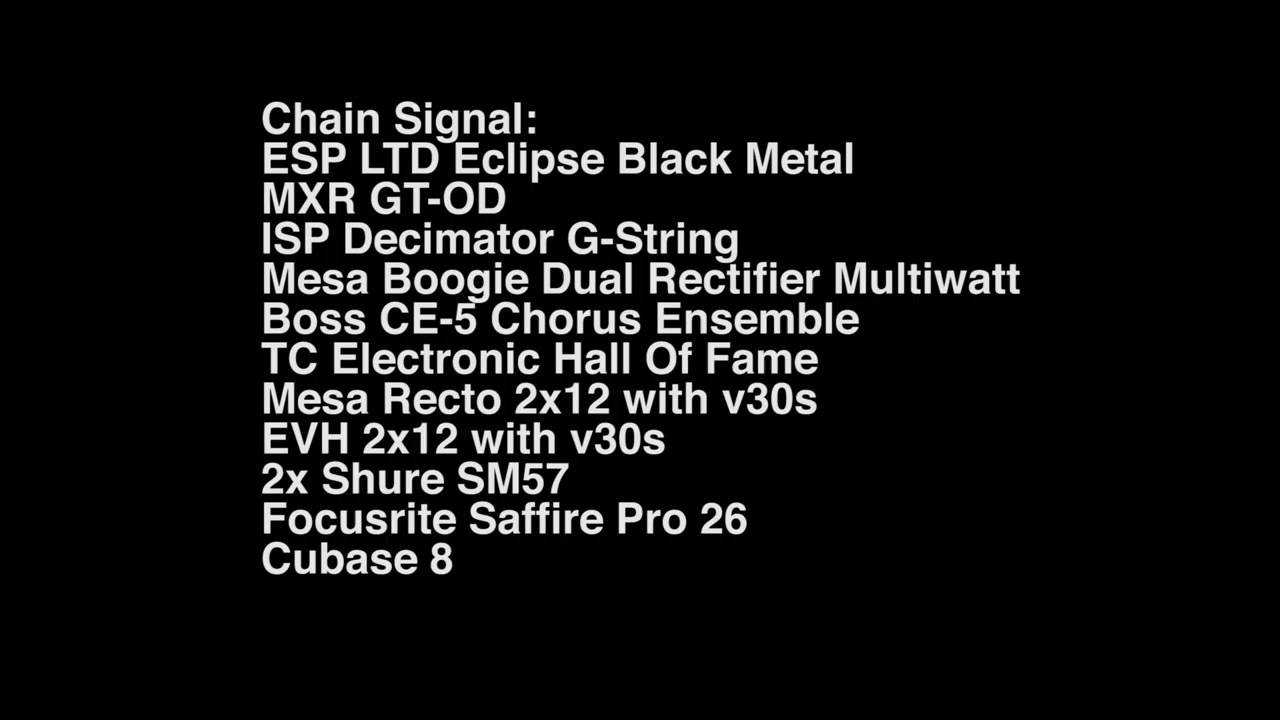 Chain Signal:
ESP LTD Eclipse Black Metal
MXR GT-OD
ISP Decimator G-String
Mesa Boogie Dual Rectifier Multiwatt
Boss CE-5 Chorus Ensemble
TC Electronic Hall Of Fame
Mesa Recto 2x12 with v30s
EVH 2x12 with v30s
2x Shure SM57
Focusrite Saffire Pro 26
Cubase 8